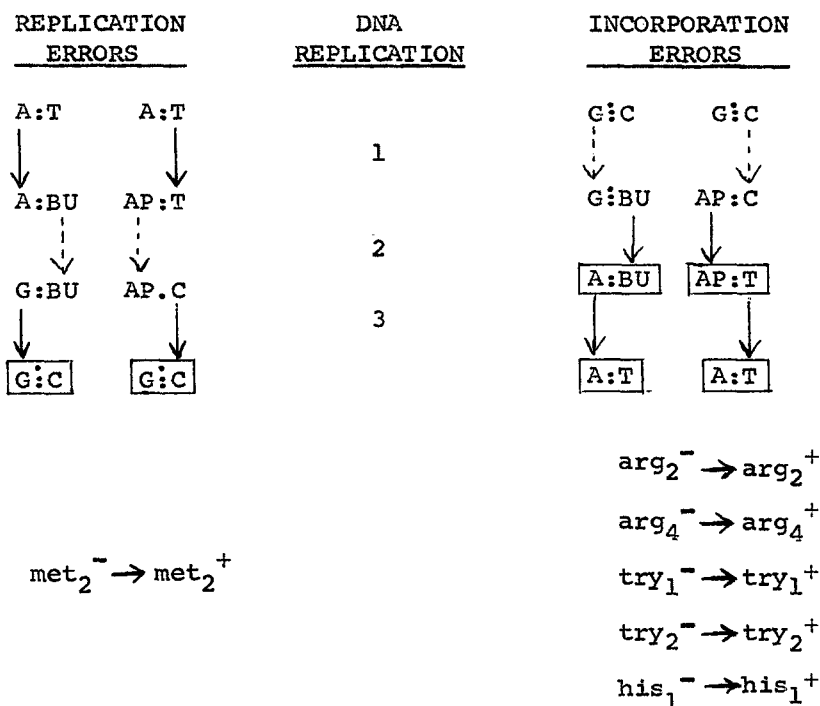 REPLICATION ERRORS
DNA REPLICATION
INCORPORATION ERRORS
A:T A:T G⋮C G⋮C
1
A:BU AP:T G⋮BU AP:C
2
G:BU AP.C A:BU AP:T
3
G⋮C G⋮C A:T A:T
arg₂⁻ → arg₂⁺
arg₄⁻ → arg₄⁺
met₂⁻ → met₂⁺ try₁⁻ → try₁⁺
try₂⁻ → try₂⁺
his₁⁻ → his₁⁺